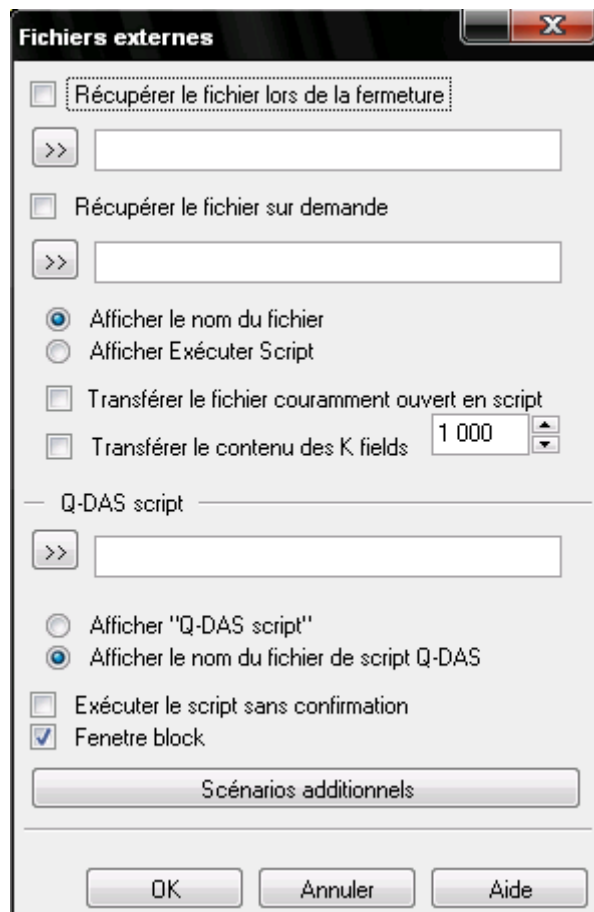 Fichiers externes
Récupérer le fichier lors de la fermeture
>>
Récupérer le fichier sur demande
>>
Afficher le nom du fichier
Afficher Exécuter Script
Transférer le fichier couramment ouvert en script
Transférer le contenu des K fields 1 000
Q-DAS script
>>
Afficher "Q-DAS script"
Afficher le nom du fichier de script Q-DAS
Exécuter le script sans confirmation
Fenetre block
Scénarios additionnels
OK Annuler Aide